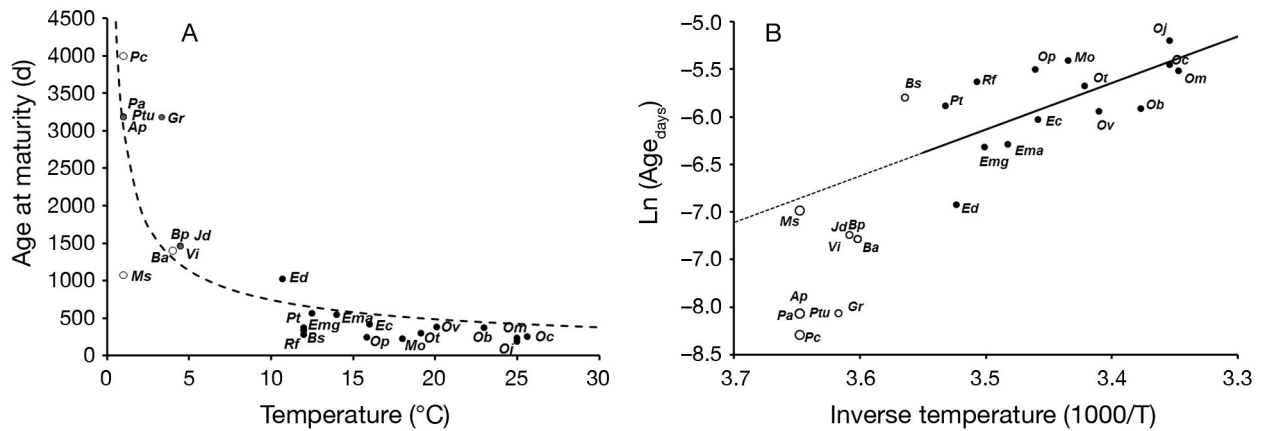 A
Age at maturity (d)
4500
4000
3500
3000
2500
2000
1500
1000
500
0
Pc
Pa
Ptu
Gr
Ap
Bp Jd
Ba
Vi
Ms
Ed
Pt
Emg
Ema
Ec
Ov
Ob
Om
Oc
Rf
Bs
Op
Mo
Ot
Oj
0 5 10 15 20 25 30
Temperature (°C)
B
Ln (Agedays)
–5.0
–5.5
–6.0
–6.5
–7.0
–7.5
–8.0
–8.5
Oj
Op
Mo
Oc
Bs
Rf
Ot
Om
Pt
Ec
Ov
Ob
Emg
Ema
Ed
Ms
Jd
Bp
Vi
Ba
Ap
Pa
Ptu
Gr
Pc
3.7 3.6 3.5 3.4 3.3
Inverse temperature (1000/T)